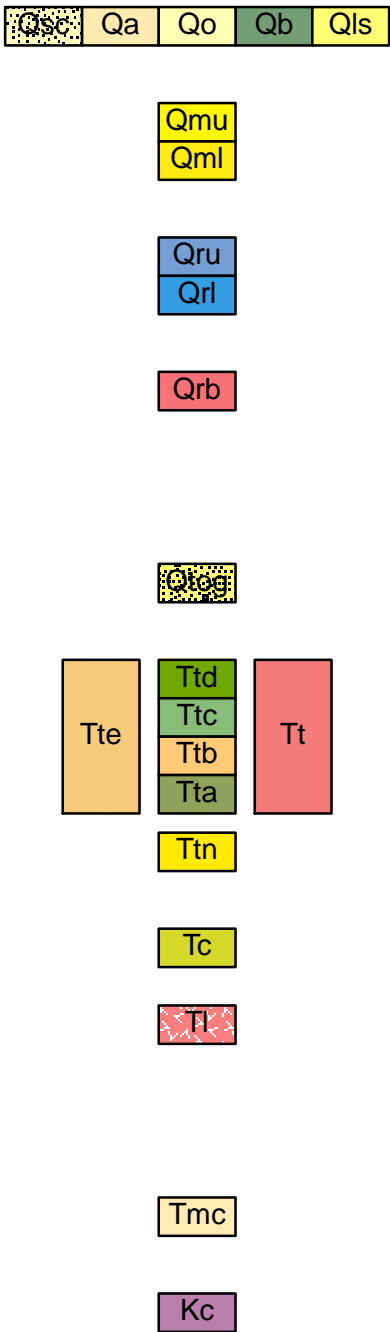 Qsc Qa Qo Qb Qls
Qmu
Qml
Qru
Qrl
Qrb
Qtog
Ttd
Ttc
Tte Tt
Ttb
Tta
Ttn
Tc
Tl
Tmc
Kc